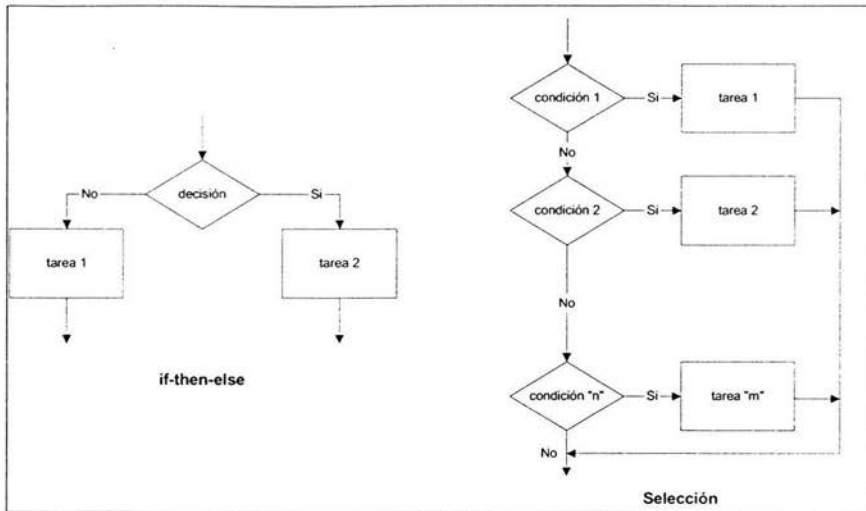 decisión
No
Si
tarea 1
tarea 2
if-then-else
condición 1
Si
tarea 1
No
condición 2
Si
tarea 2
No
condición "n"
Si
tarea "m"
No
Selección